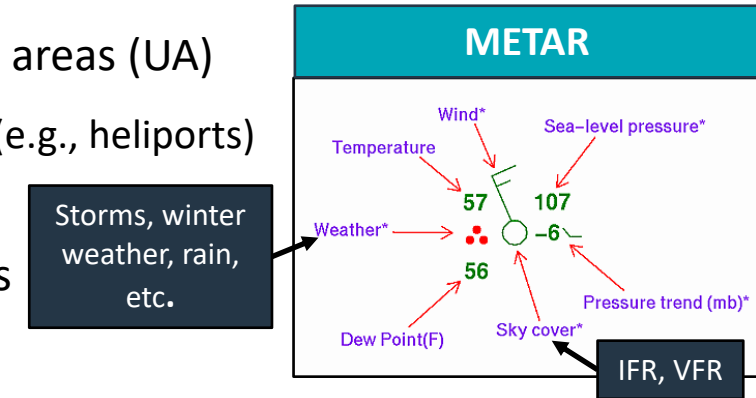 areas (UA)
(e.g., heliports)
s
Storms, winter
weather, rain,
etc.
METAR
Wind*
Sea-level pressure*
Temperature
57
107
Weather*
-6
56
Pressure trend (mb)*
Dew Point(F)
Sky cover*
IFR, VFR